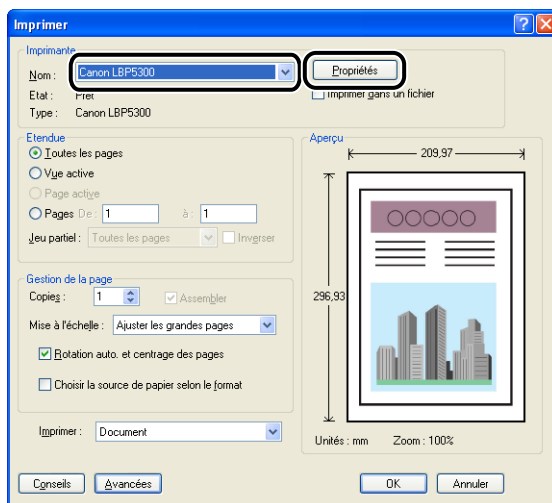 Imprimer
Imprimante
Nom : Canon LBP5300 Propriétés
Etat : Prêt Imprimer dans un fichier
Type : Canon LBP5300
Etendue
Toutes les pages
Vue active
Page active
Pages De : 1 à : 1
Jeu partiel : Toutes les pages Inverser
Aperçu
209,97
296,93
Unités : mm Zoom : 100%
Gestion de la page
Copies : 1 Assembler
Mise à l'échelle : Ajuster les grandes pages
Rotation auto. et centrage des pages
Choisir la source de papier selon le format
Imprimer : Document
Conseils Avancées OK Annuler